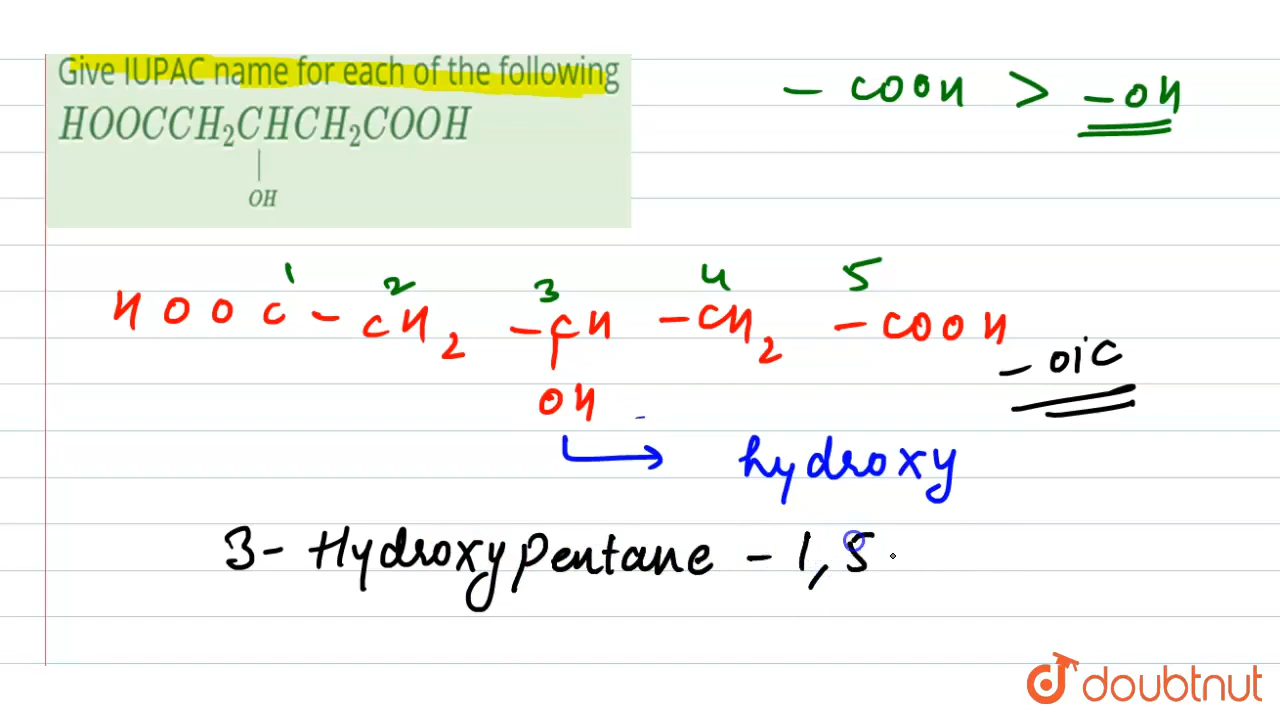 Give IUPAC name for each of the following
HOOCCH₂CHCH₂COOH
|
OH
- COOH > - OH
1 2 3 4 5
HOOC - CH₂ - CH - CH₂ - COOH
OH
- oic
hydroxy
3- Hydroxypentane - 1, 5
doubtnut